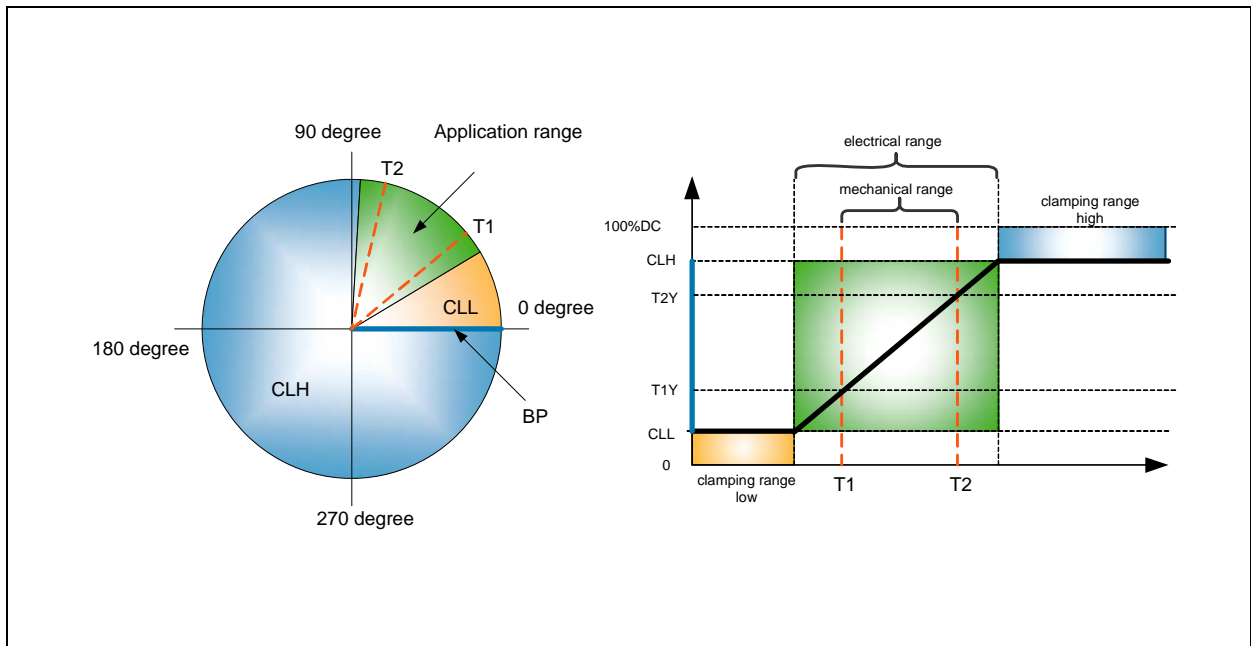 90 degree
Application range
T2
T1
0 degree
CLL
180 degree
CLH
BP
270 degree
electrical range
mechanical range
clamping range
high
100%DC
CLH
T2Y
T1Y
CLL
0
clamping range
low
T1
T2